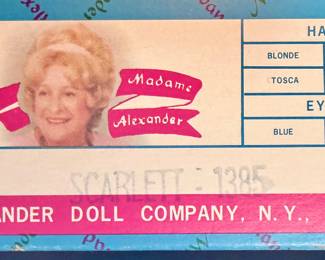 HA
BLONDE
TOSCA
EY
BLUE
Madame
Alexander
SCARLETT - 1385
ANDER DOLL COMPANY, N.Y.,